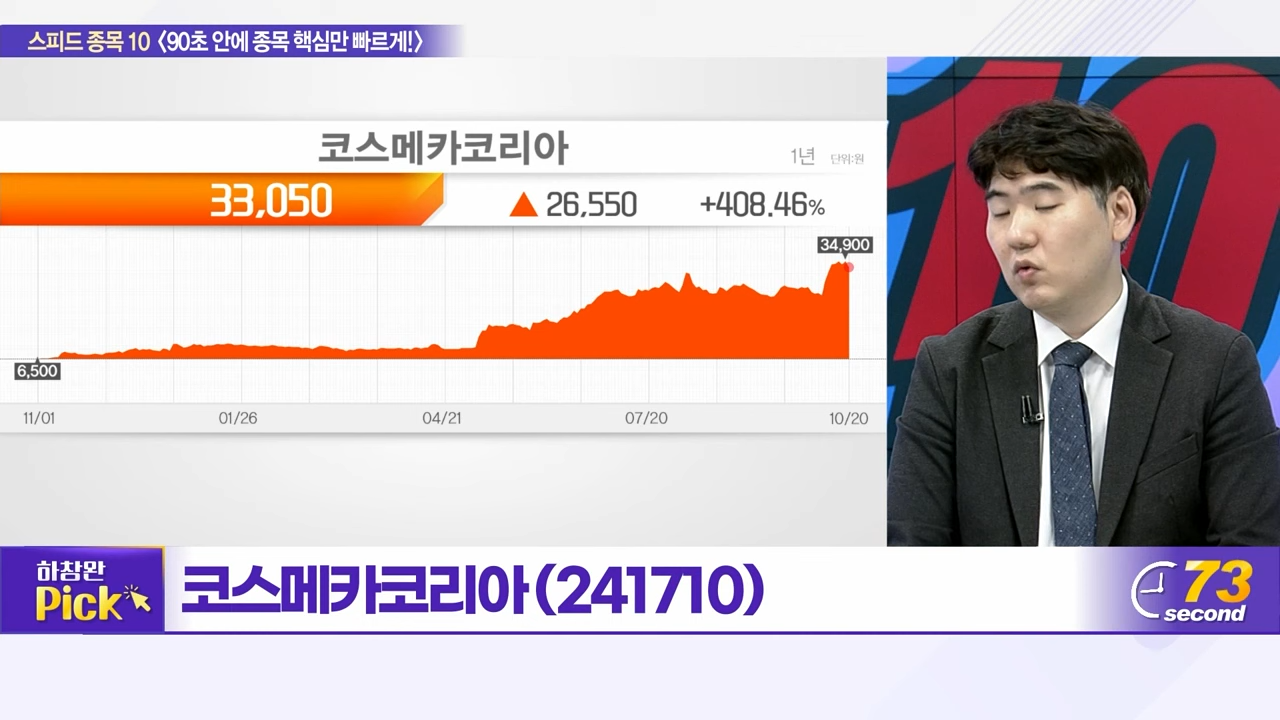 스피드 종목 10 〈90초 안에 종목 핵심만 빠르게!〉
코스메카코리아
1년 단위:원
33,050 ▲ 26,550 +408.46%
34,900
6,500
11/01 01/26 04/21 07/20 10/20
하창완
Pick
코스메카코리아(241710)
73
second